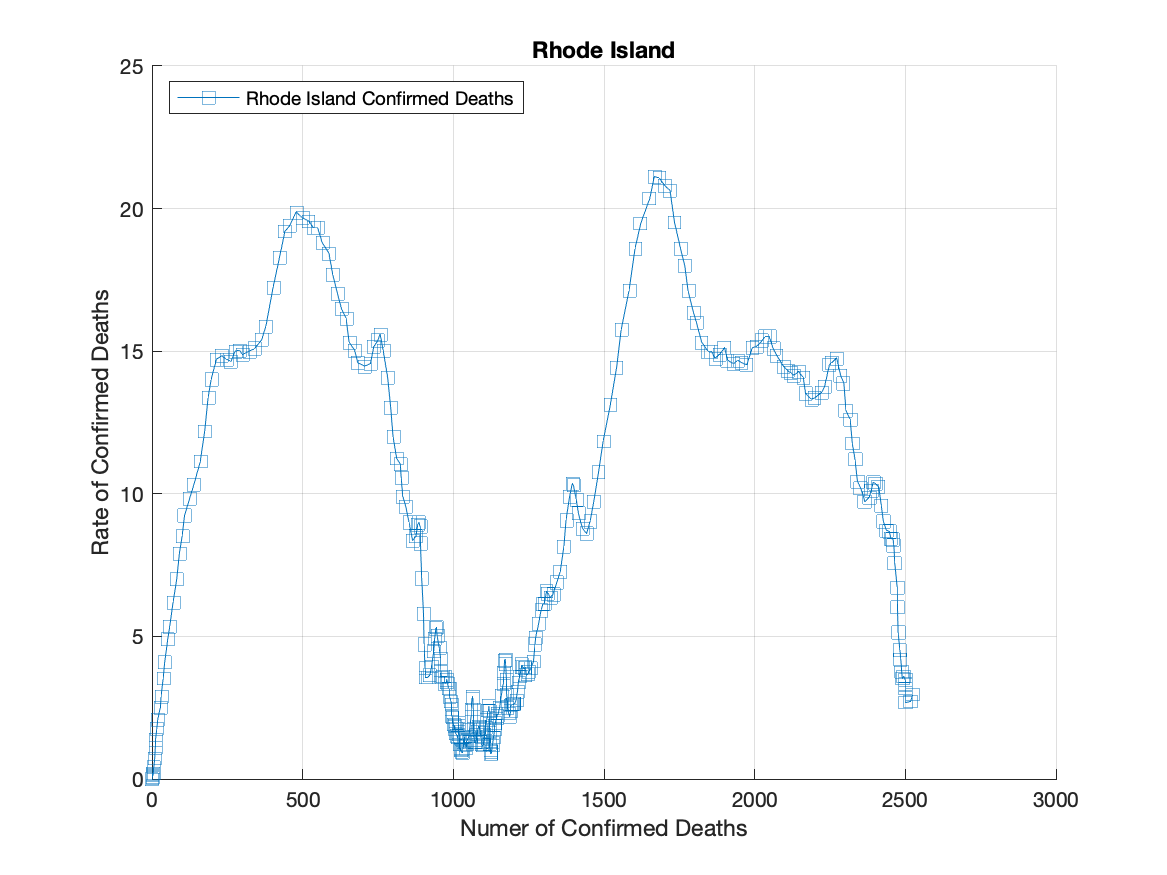 Rhode Island
Rhode Island Confirmed Deaths
25
20
15
10
5
0
Rate of Confirmed Deaths
0 500 1000 1500 2000 2500 3000
Numer of Confirmed Deaths